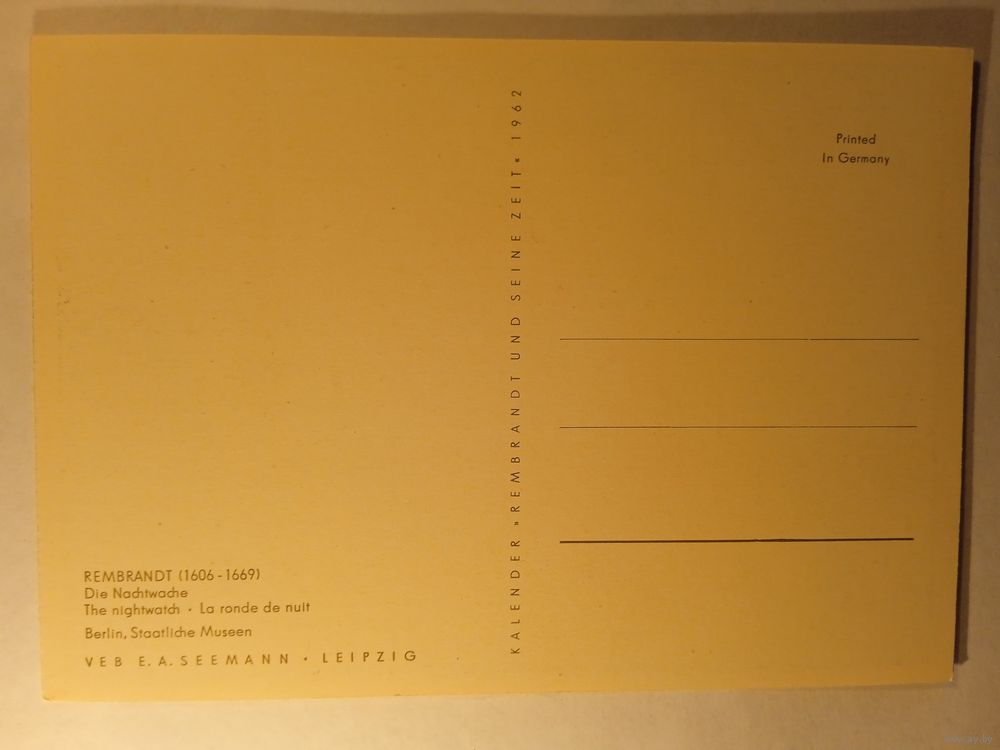 REMBRANDT (1606-1669)
Die Nachtwache
The nightwatch · La ronde de nuit
Berlin, Staatliche Museen
VEB E.A. SEEMANN · LEIPZIG
KALENDER »REMBRANDT UND SEINE ZEIT« 1962
Printed
In Germany